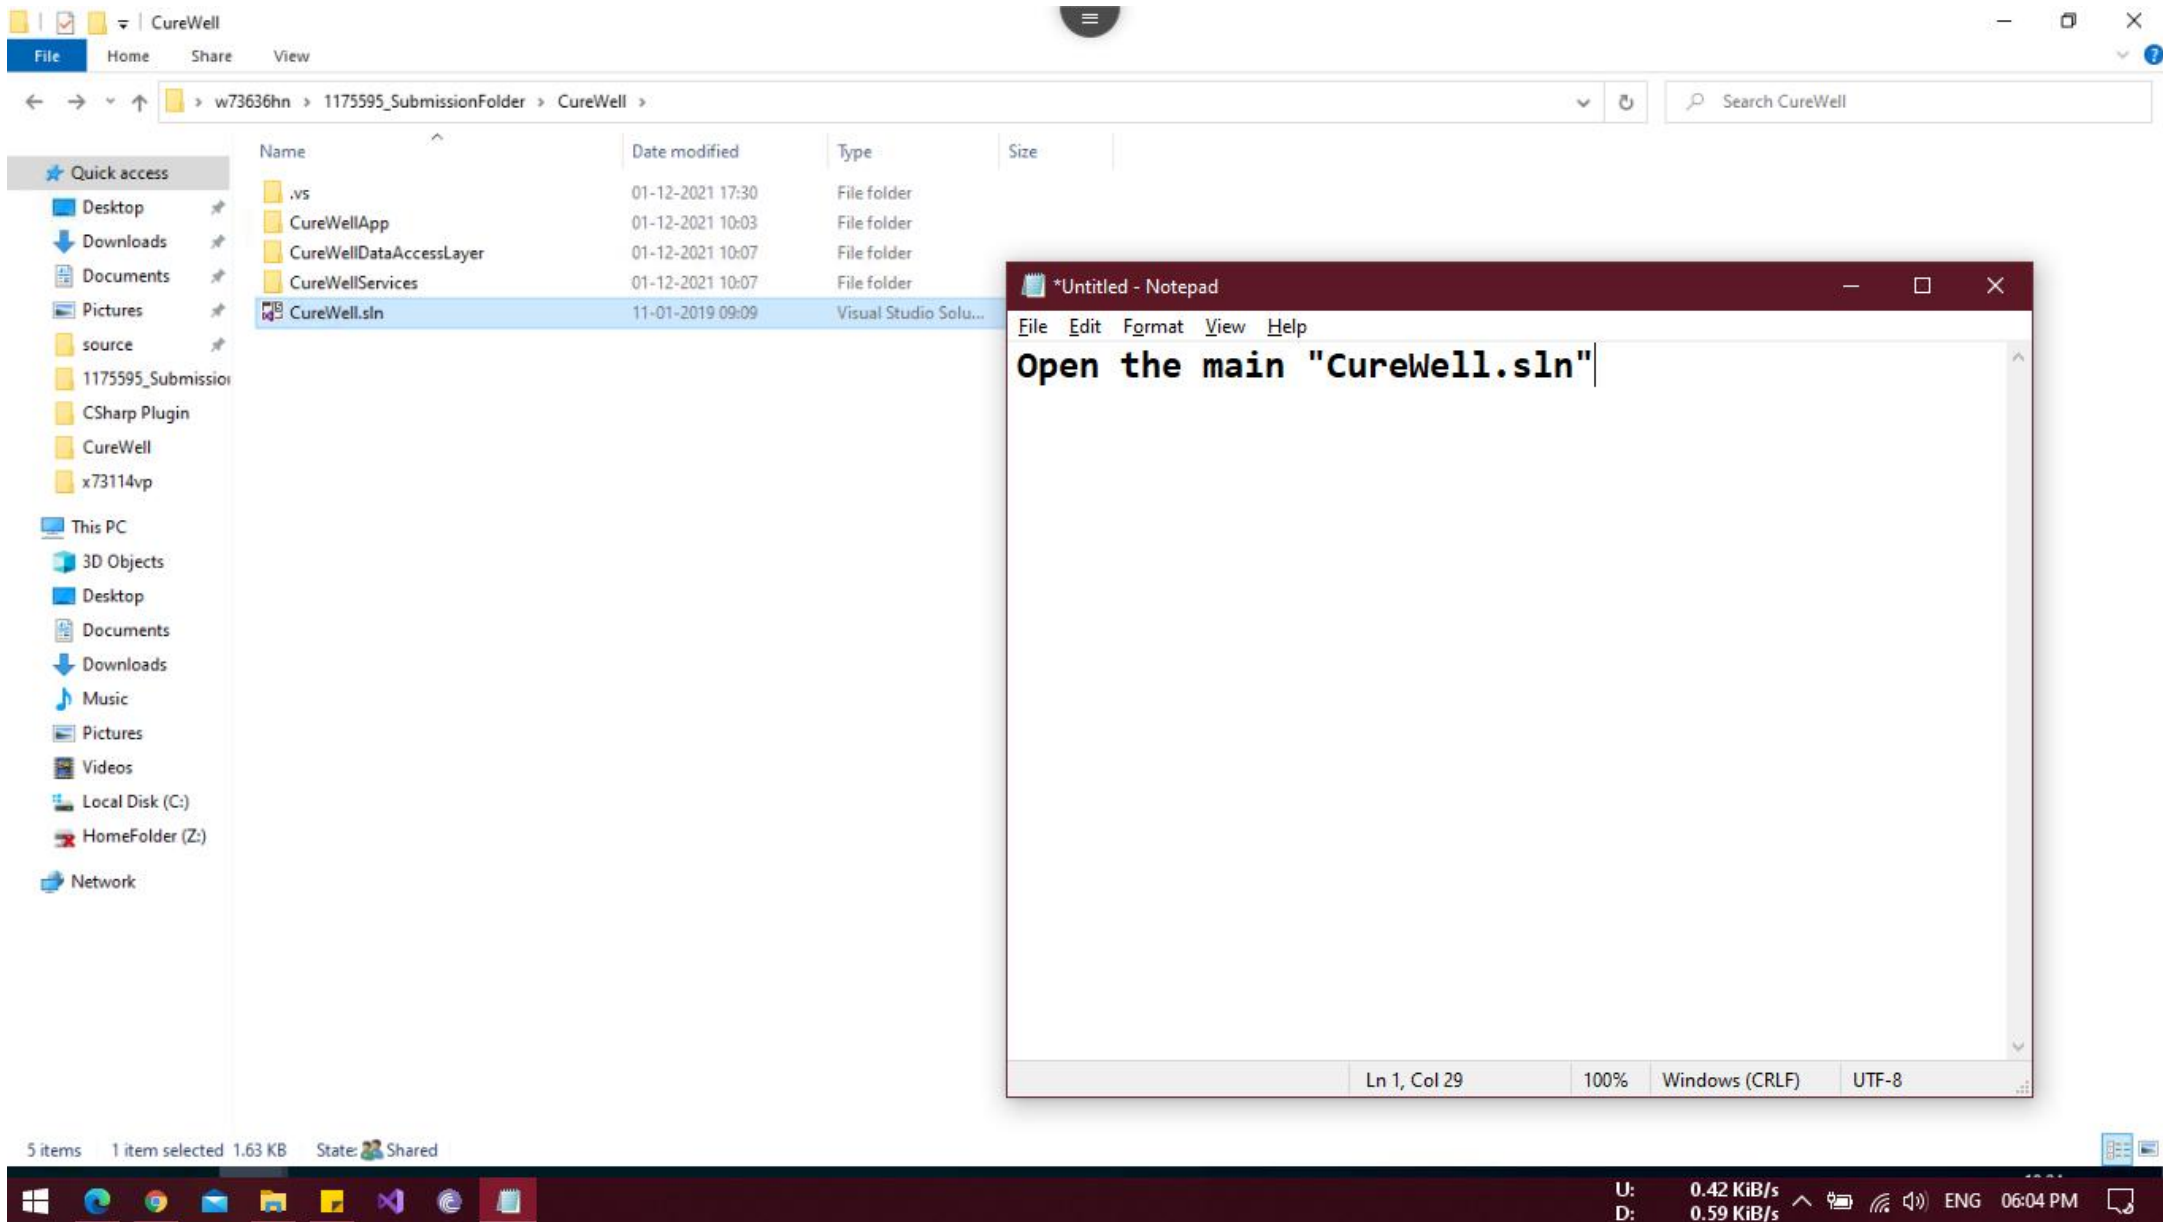 CureWell
File Home Share View
w73636hn > 1175595_SubmissionFolder > CureWell >
Search CureWell
Name Date modified Type Size
.vs 01-12-2021 17:30 File folder
CureWellApp 01-12-2021 10:03 File folder
CureWellDataAccessLayer 01-12-2021 10:07 File folder
CureWellServices 01-12-2021 10:07 File folder
CureWell.sln 11-01-2019 09:09 Visual Studio Solu...
Quick access
Desktop
Downloads
Documents
Pictures
source
1175595_Submission
CSharp Plugin
CureWell
x73114vp
This PC
3D Objects
Desktop
Documents
Downloads
Music
Pictures
Videos
Local Disk (C:)
HomeFolder (Z:)
Network
*Untitled - Notepad
File Edit Format View Help
Open the main "CureWell.sln"
Ln 1, Col 29 100% Windows (CRLF) UTF-8
5 items 1 item selected 1.63 KB State: Shared
U: 0.42 KiB/s
D: 0.59 KiB/s
ENG 06:04 PM